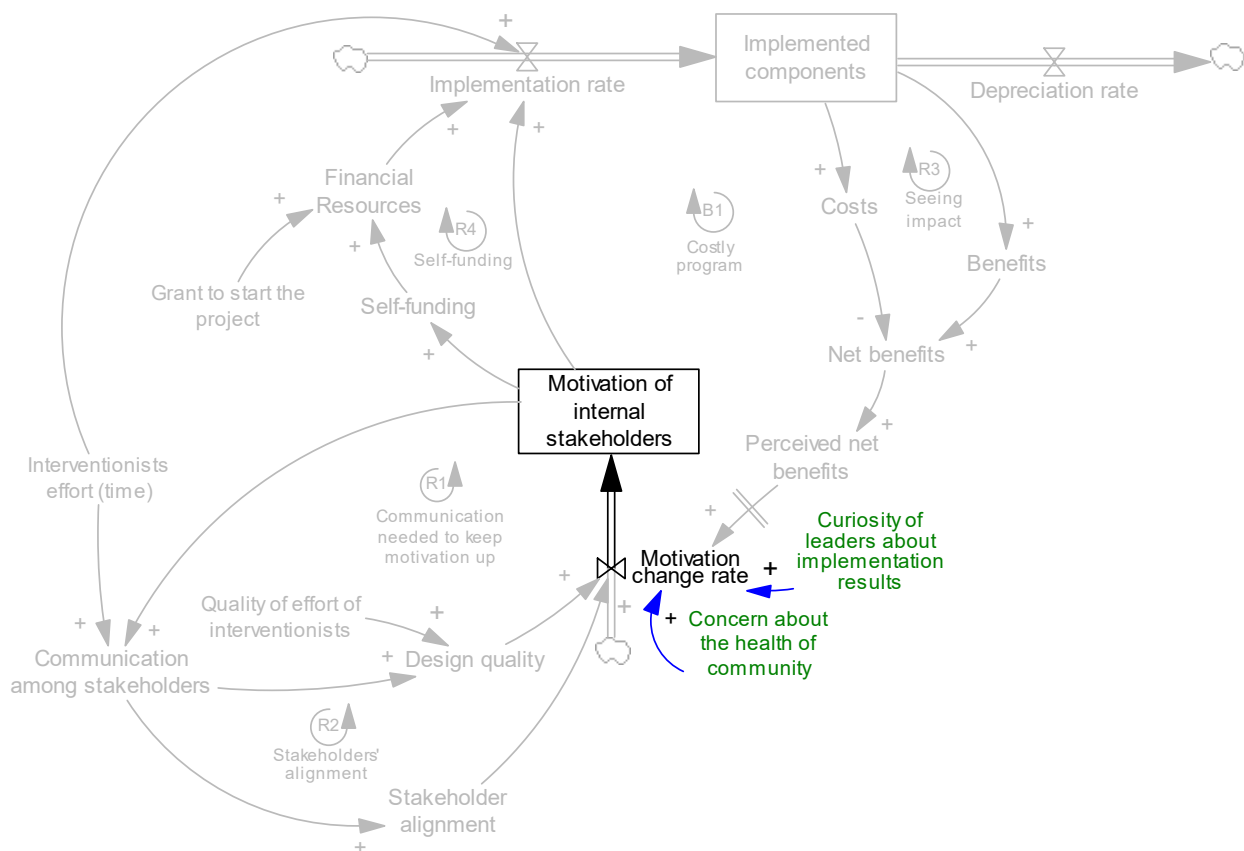 +
Implemented
components
Implementation rate
Depreciation rate
+
+
Financial
Resources
+
+
R3
Seeing
impact
Costs
+
R4
Self-funding
B1
Costly
program
+
+
Benefits
Grant to start the
project
Self-funding
-
+
+
Net benefits
Motivation of
internal
stakeholders
+
Perceived net
benefits
Interventionists
effort (time)
R1
Communication
needed to keep
motivation up
+
Curiosity of
leaders about
implementation
results
Motivation
change rate
+
+
Quality of effort of
interventionists
+
+
+
Concern about
the health of
community
+
+
Communication
among stakeholders
+
Design quality
R2
Stakeholders'
alignment
Stakeholder
alignment
+